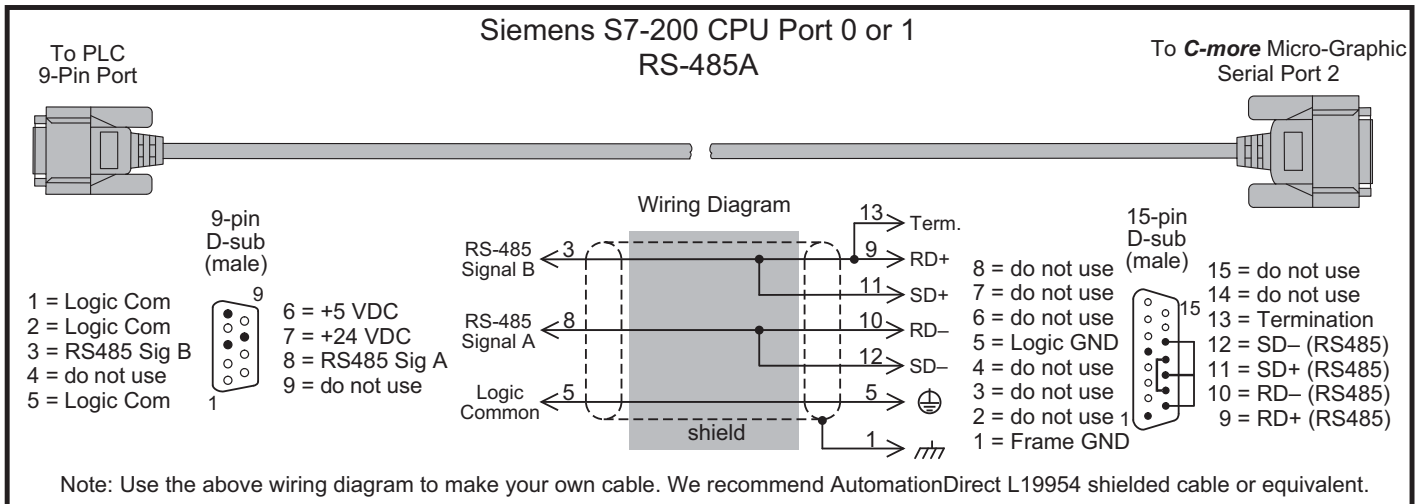 Siemens S7-200 CPU Port 0 or 1
RS-485A
To PLC
9-Pin Port
To C-more Micro-Graphic
Serial Port 2
Wiring Diagram
9-pin
D-sub
(male)
1 = Logic Com
2 = Logic Com
3 = RS485 Sig B
4 = do not use
5 = Logic Com
9
1
6 = +5 VDC
7 = +24 VDC
8 = RS485 Sig A
9 = do not use
RS-485
Signal B
3
RS-485
Signal A
8
Logic
Common
5
shield
13 Term.
9 RD+
11 SD+
10 RD–
12 SD–
5
1
8 = do not use
7 = do not use
6 = do not use
5 = Logic GND
4 = do not use
3 = do not use
2 = do not use
1 = Frame GND
15-pin
D-sub
(male)
15
1
15 = do not use
14 = do not use
13 = Termination
12 = SD– (RS485)
11 = SD+ (RS485)
10 = RD– (RS485)
9 = RD+ (RS485)
Note: Use the above wiring diagram to make your own cable. We recommend AutomationDirect L19954 shielded cable or equivalent.